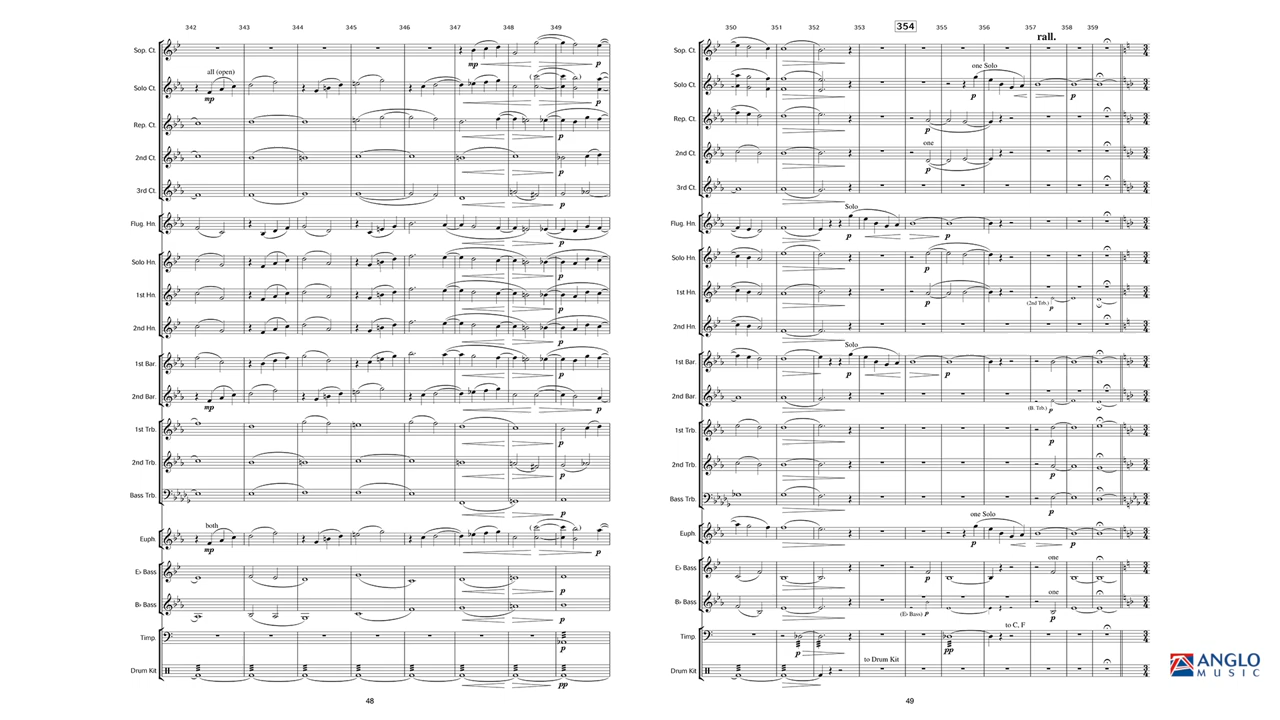 342 343 344 345 346 347 348 349
Sop. Ct.
mp p
all (open)
Solo Ct.
mp p
Rep. Ct.
p
2nd Ct.
p
3rd Ct.
p
Flug. Hn.
p
Solo Hn.
p
1st Hn.
p
2nd Hn.
p
1st Bar.
p
2nd Bar.
mp p
1st Trb.
p
2nd Trb.
p
Bass Trb.
p
both
Euph.
mp p
E♭ Bass
p
B♭ Bass
p
Timp.
p
Drum Kit
pp
48
350 351 352 353 354 355 356 357 358 359
rall.
Sop. Ct.
one Solo
Solo Ct.
p p
Rep. Ct.
p
one
2nd Ct.
p
3rd Ct.
Solo
Flug. Hn.
p p
Solo Hn.
p
1st Hn.
p (2nd Trb.) p
2nd Hn.
Solo
1st Bar.
p p
2nd Bar.
(B. Trb.) p
1st Trb.
p
2nd Trb.
p
Bass Trb.
p
one Solo
Euph.
p p
one
E♭ Bass
p p
one
B♭ Bass
(E♭ Bass) p p
to C, F
Timp.
p pp
to Drum Kit
Drum Kit
49
ANGLO
MUSIC